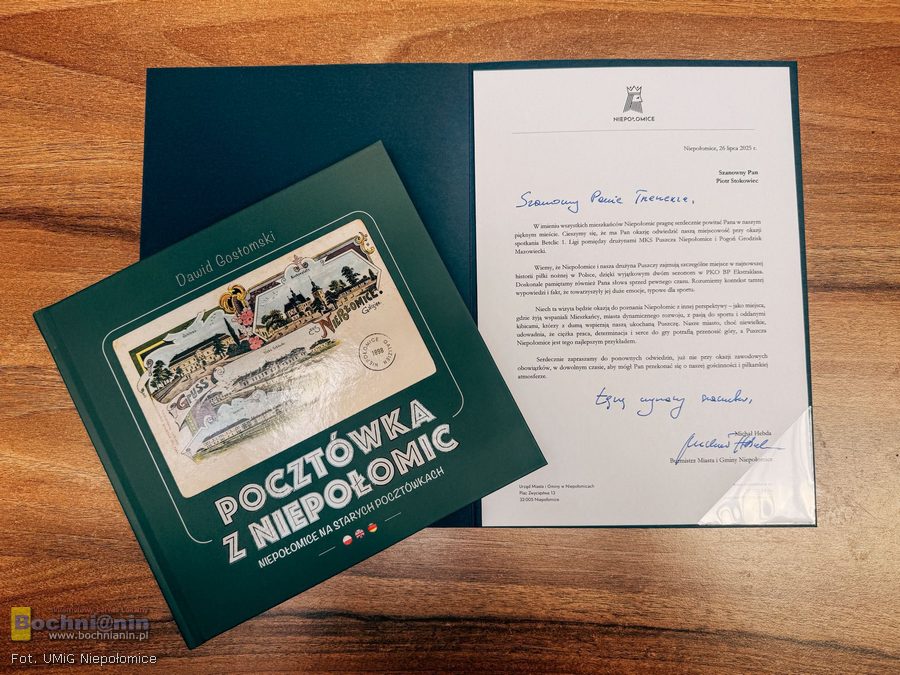 NIEPOŁOMICE
Niepołomice, 26 lipca 2025 r.
Szanowny Pan
Piotr Stokowiec
Szanowny Panie Trenerze,
W imieniu wszystkich mieszkańców Niepołomic pragnę serdecznie powitać Pana w naszym
pięknym mieście. Cieszymy się, że ma Pan okazję odwiedzić naszą miejscowość przy okazji
spotkania Betclic 1. Ligi pomiędzy drużynami MKS Puszcza Niepołomice i Pogoń Grodzisk
Mazowiecki.
Wiemy, że Niepołomice i nasza drużyna Puszczy zajmują szczególne miejsce w najnowszej
historii piłki nożnej w Polsce, dzięki wyjątkowym dwóm sezonom w PKO BP Ekstraklasa.
Doskonale pamiętamy również Pana słowa sprzed pewnego czasu. Rozumiemy kontekst tamtej
wypowiedzi i fakt, że towarzyszyły jej duże emocje, typowe dla sportu.
Niech ta wizyta będzie okazją do poznania Niepołomic z innej perspektywy – jako miejsca,
gdzie żyją wspaniali Mieszkańcy, miasta dynamicznego rozwoju, z pasją do sportu i oddanymi
kibicami, którzy z dumą wspierają naszą ukochaną Puszczę. Nasze miasto, choć niewielkie,
udowadnia, że ciężka praca, determinacja i serce do gry potrafią przenosić góry, a Puszcza
Niepołomice jest tego najlepszym przykładem.
Serdecznie zapraszamy do ponownych odwiedzin, już nie przy okazji zawodowych
obowiązków, w dowolnym czasie, aby mógł Pan przekonać się o naszej gościnności i piłkarskiej
atmosferze.
Łączę wyrazy szacunku,
Michał Hebda
Burmistrz Miasta i Gminy Niepołomice
Urząd Miasta i Gminy w Niepołomicach
Plac Zwycięstwa 13
32-005 Niepołomice
Dawid Gostomski
NIEPOŁOMICE
Galicya
GRUSS
NIEPOŁOMICE GALIZIEN
1898
POCZTÓWKA
Z NIEPOŁOMIC
NIEPOŁOMICE NA STARYCH POCZTÓWKACH
Bochni@nin
www.bochnianin.pl
Fot. UMiG Niepołomice